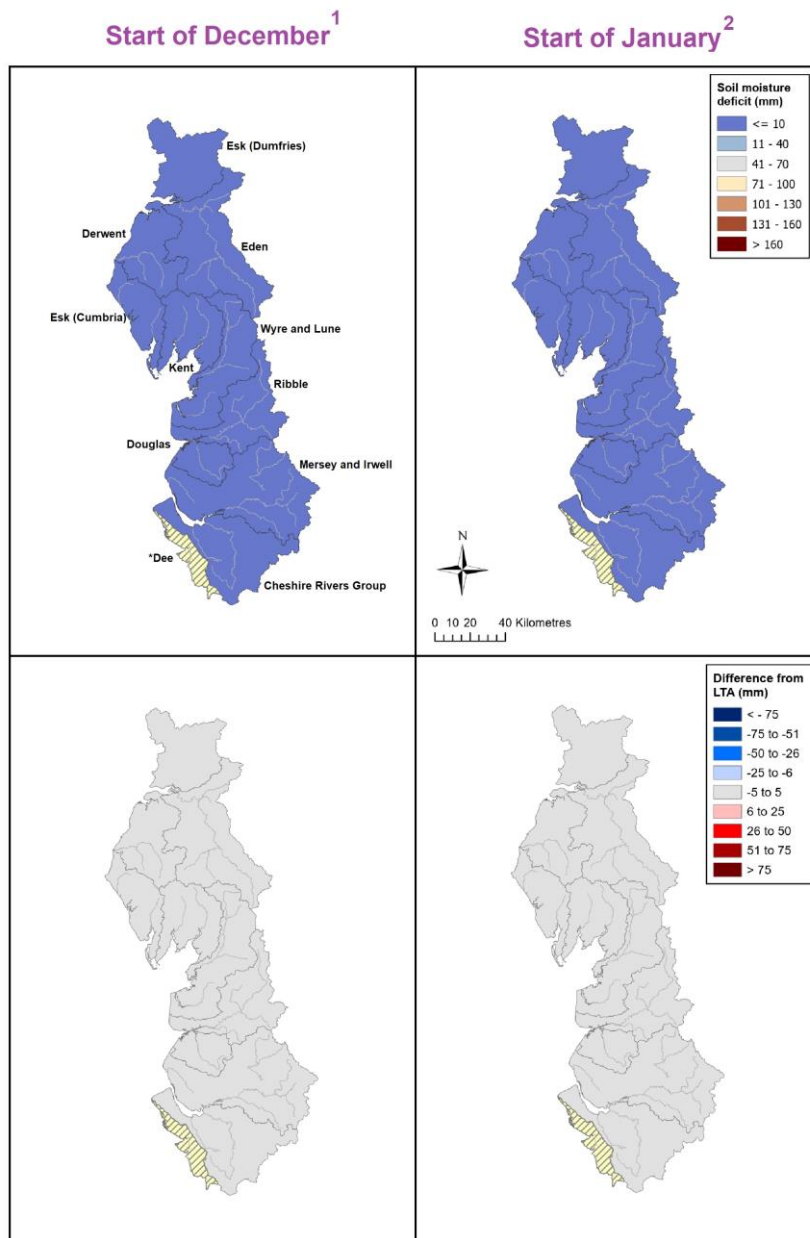 Start of December1
Start of January2
Soil moisture
deficit (mm)
<= 10
11 - 40
41 - 70
71 - 100
101 - 130
131 - 160
> 160
Esk (Dumfries)
Derwent
Eden
Esk (Cumbria)
Wyre and Lune
Kent
Ribble
Douglas
Mersey and Irwell
*Dee
Cheshire Rivers Group
N
0 10 20 40 Kilometres
Difference from
LTA (mm)
< - 75
-75 to -51
-50 to -26
-25 to -6
-5 to 5
6 to 25
26 to 50
51 to 75
> 75